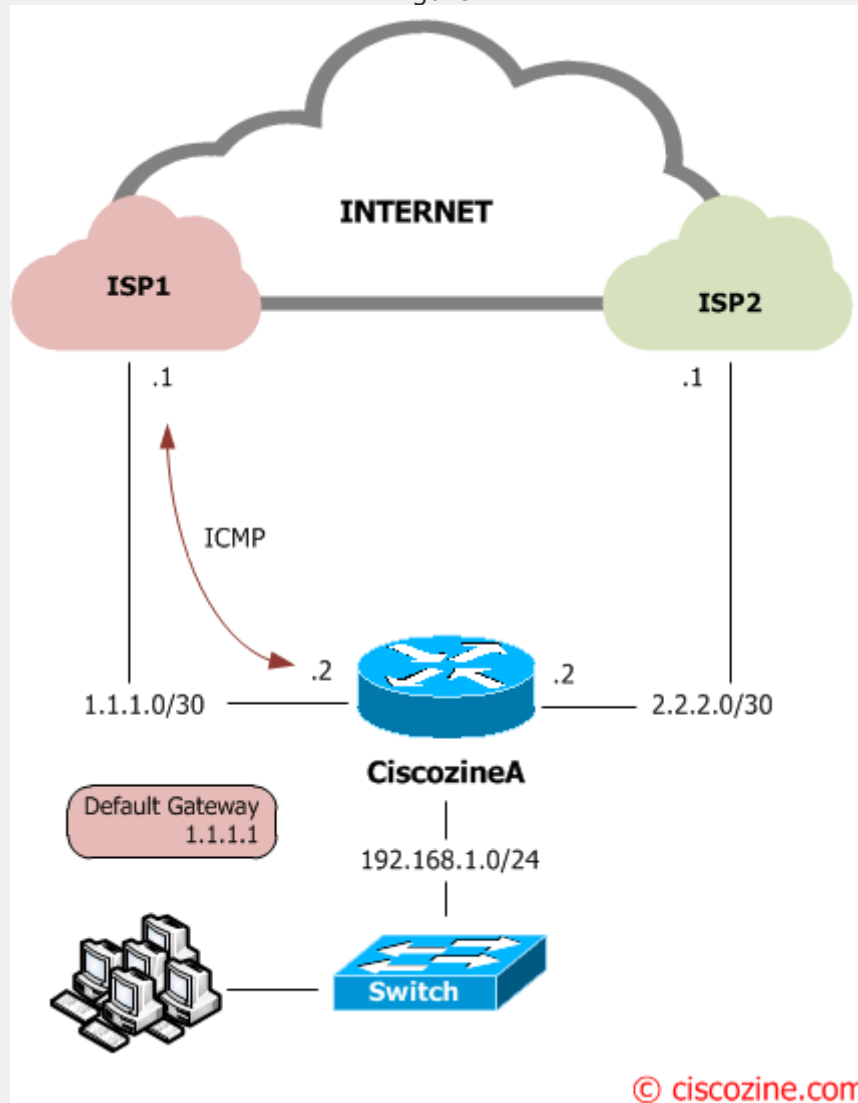 INTERNET
ISP1
ISP2
.1
.1
ICMP
.2
.2
1.1.1.0/30
2.2.2.0/30
CiscozineA
Default Gateway
1.1.1.1
192.168.1.0/24
Switch
© ciscozine.com